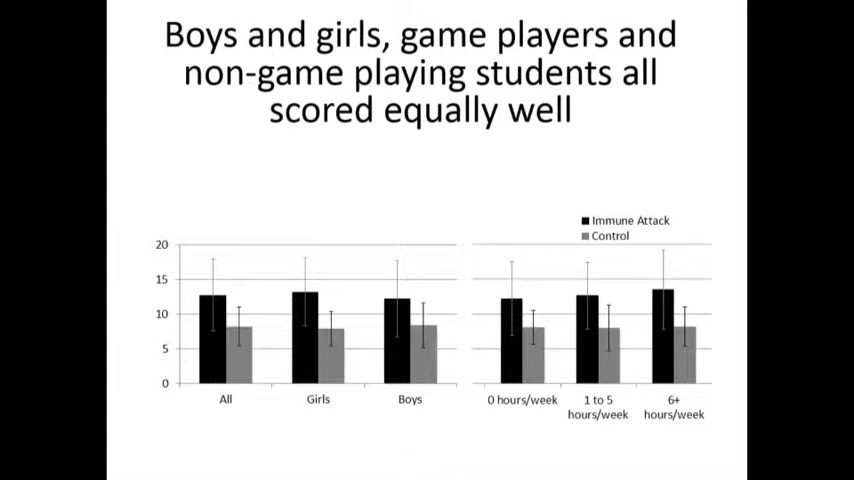 Boys and girls, game players and
non-game playing students all
scored equally well
Immune Attack
Control
20
15
10
5
0
All
Girls
Boys
0 hours/week
1 to 5
hours/week
6+
hours/week